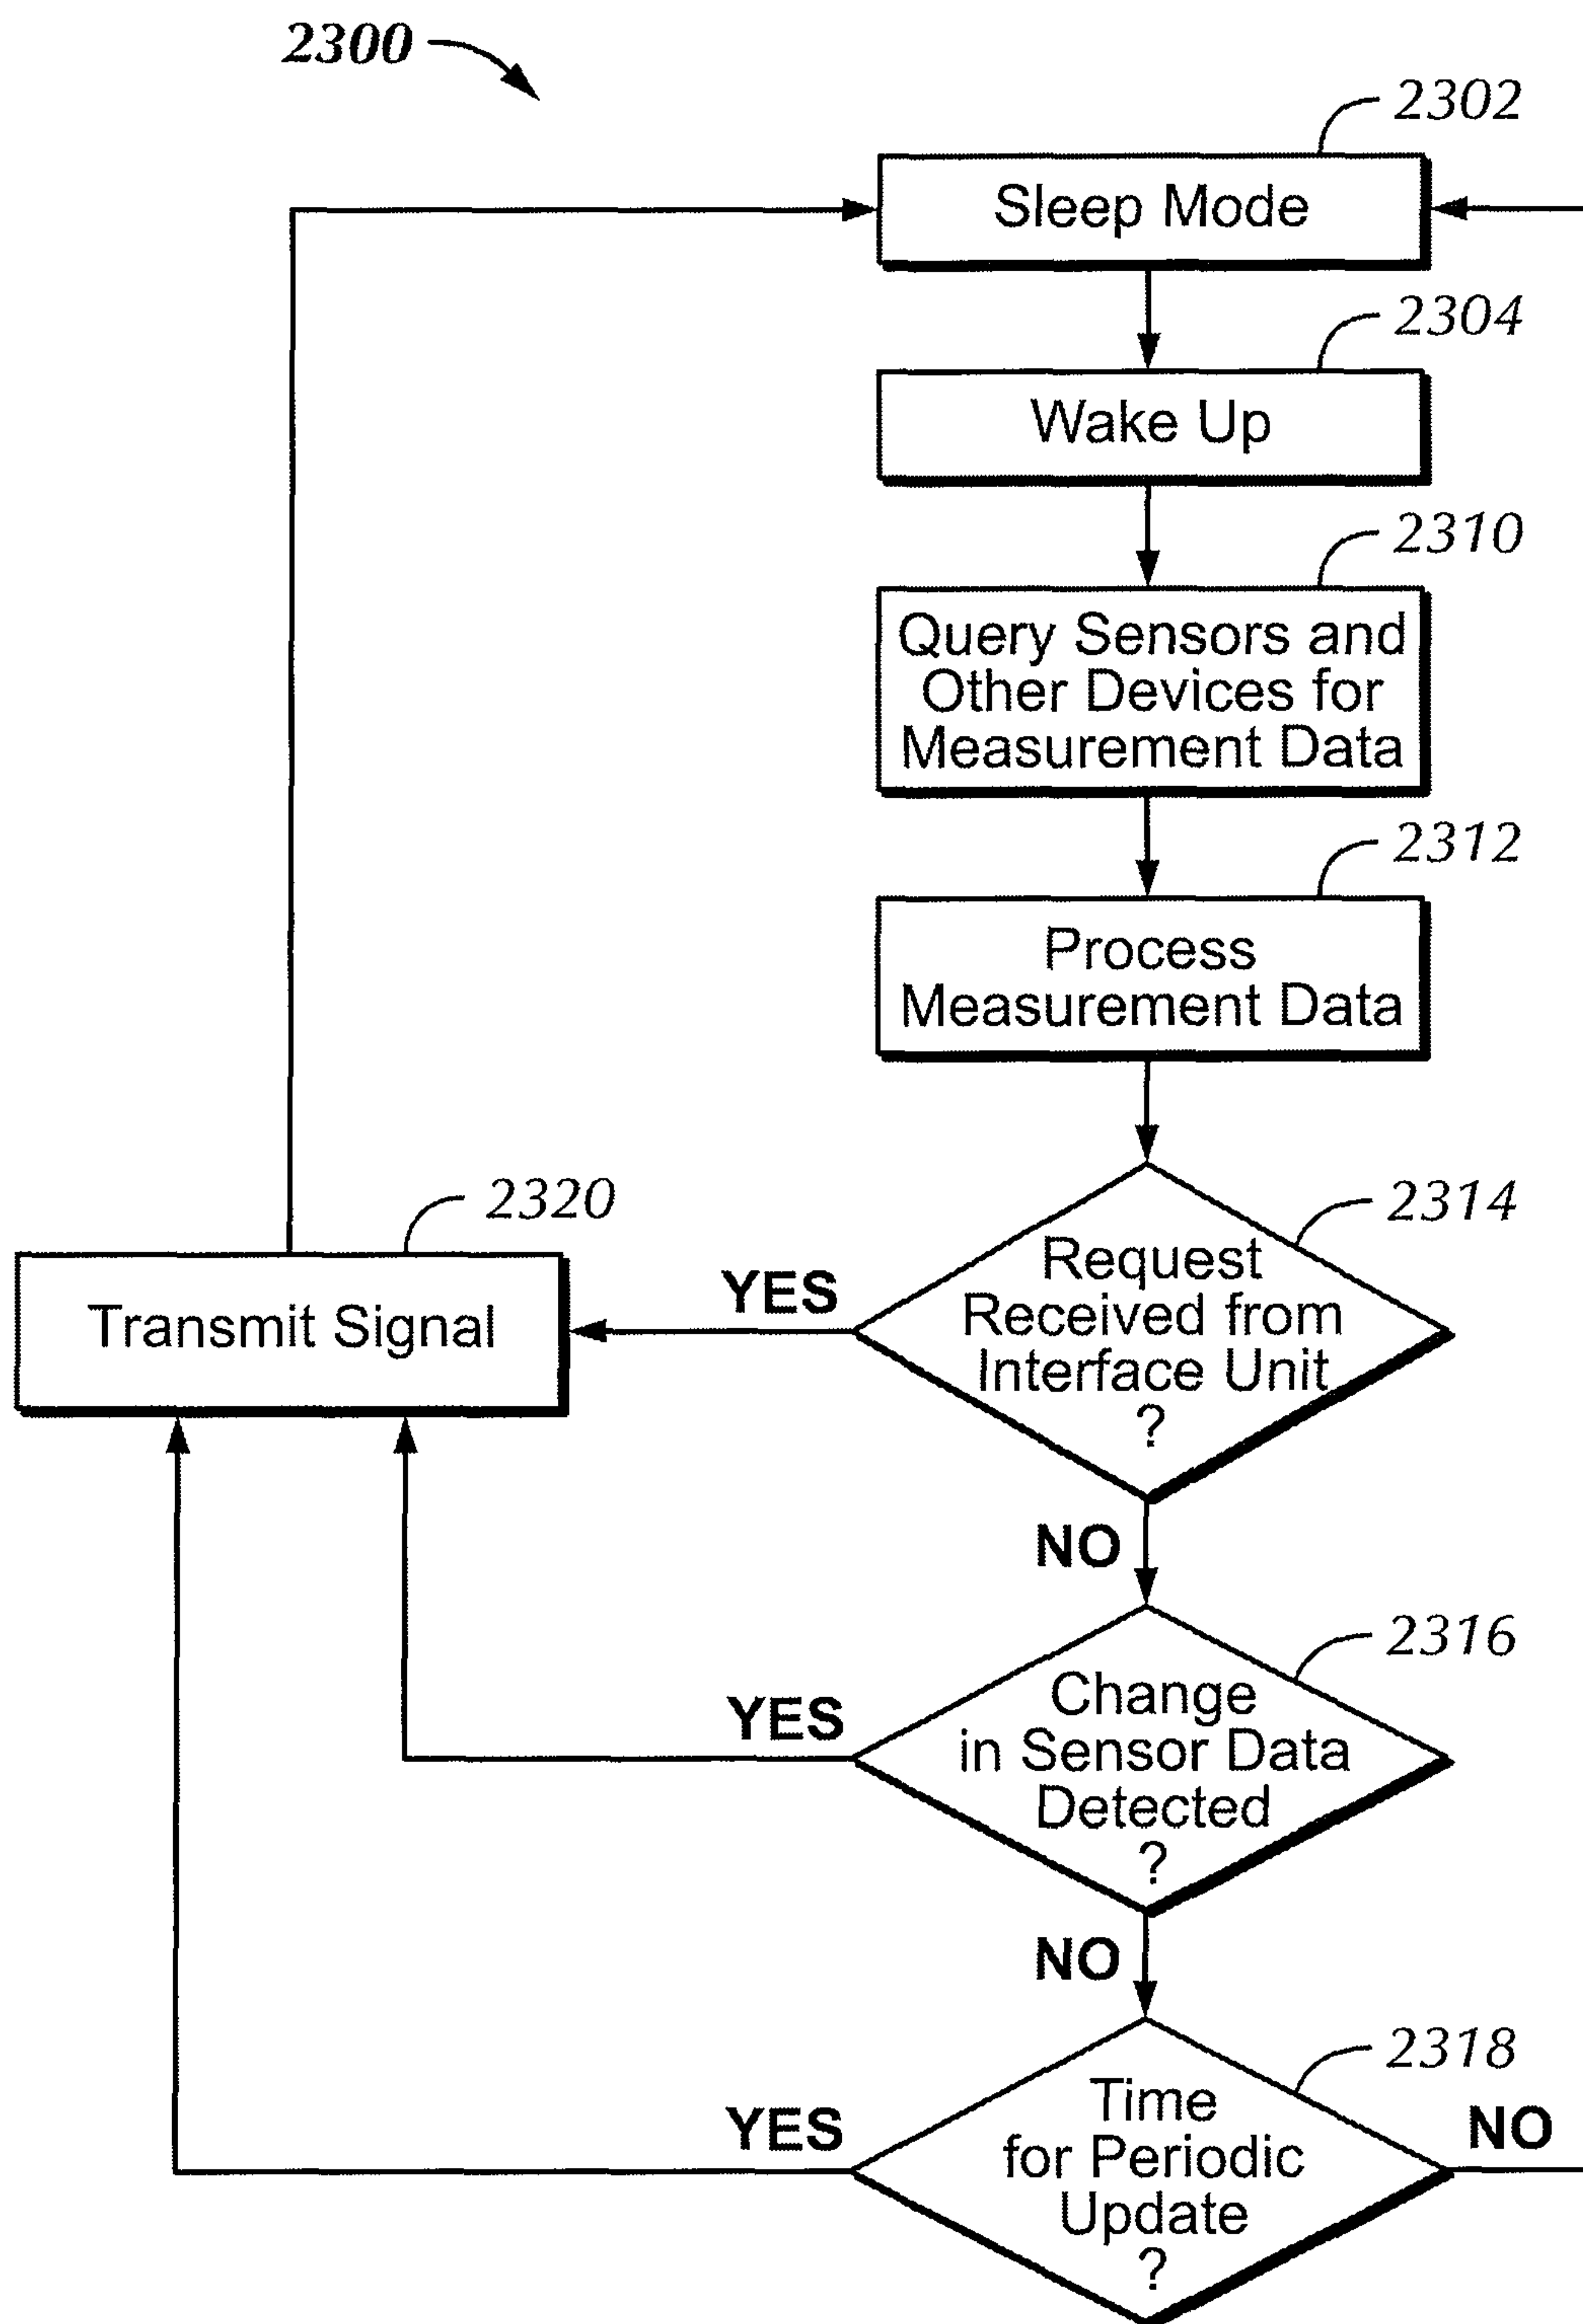 2300
2302
Sleep Mode
2304
Wake Up
2310
Query Sensors and
Other Devices for
Measurement Data
2312
Process
Measurement Data
2314
Request
Received from
Interface Unit
?
YES
2320
Transmit Signal
NO
2316
Change
in Sensor Data
Detected
?
YES
NO
2318
Time
for Periodic
Update
?
YES
NO